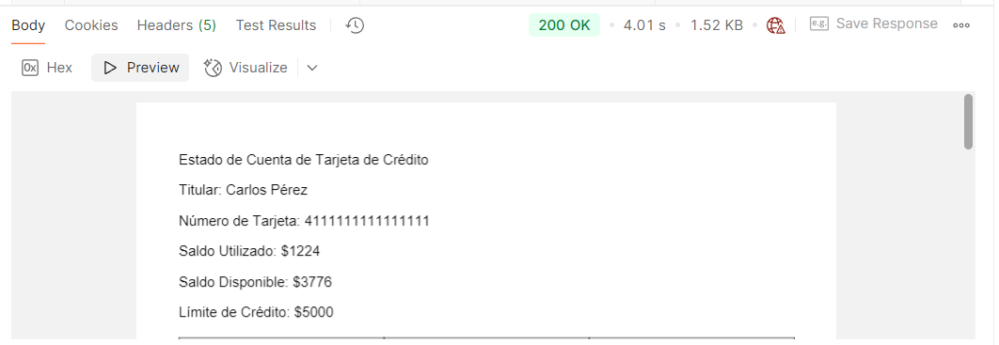 Body Cookies Headers (5) Test Results 200 OK 4.01 s 1.52 KB e.g. Save Response
0x Hex Preview Visualize
Estado de Cuenta de Tarjeta de Crédito
Titular: Carlos Pérez
Número de Tarjeta: 4111111111111111
Saldo Utilizado: $1224
Saldo Disponible: $3776
Límite de Crédito: $5000